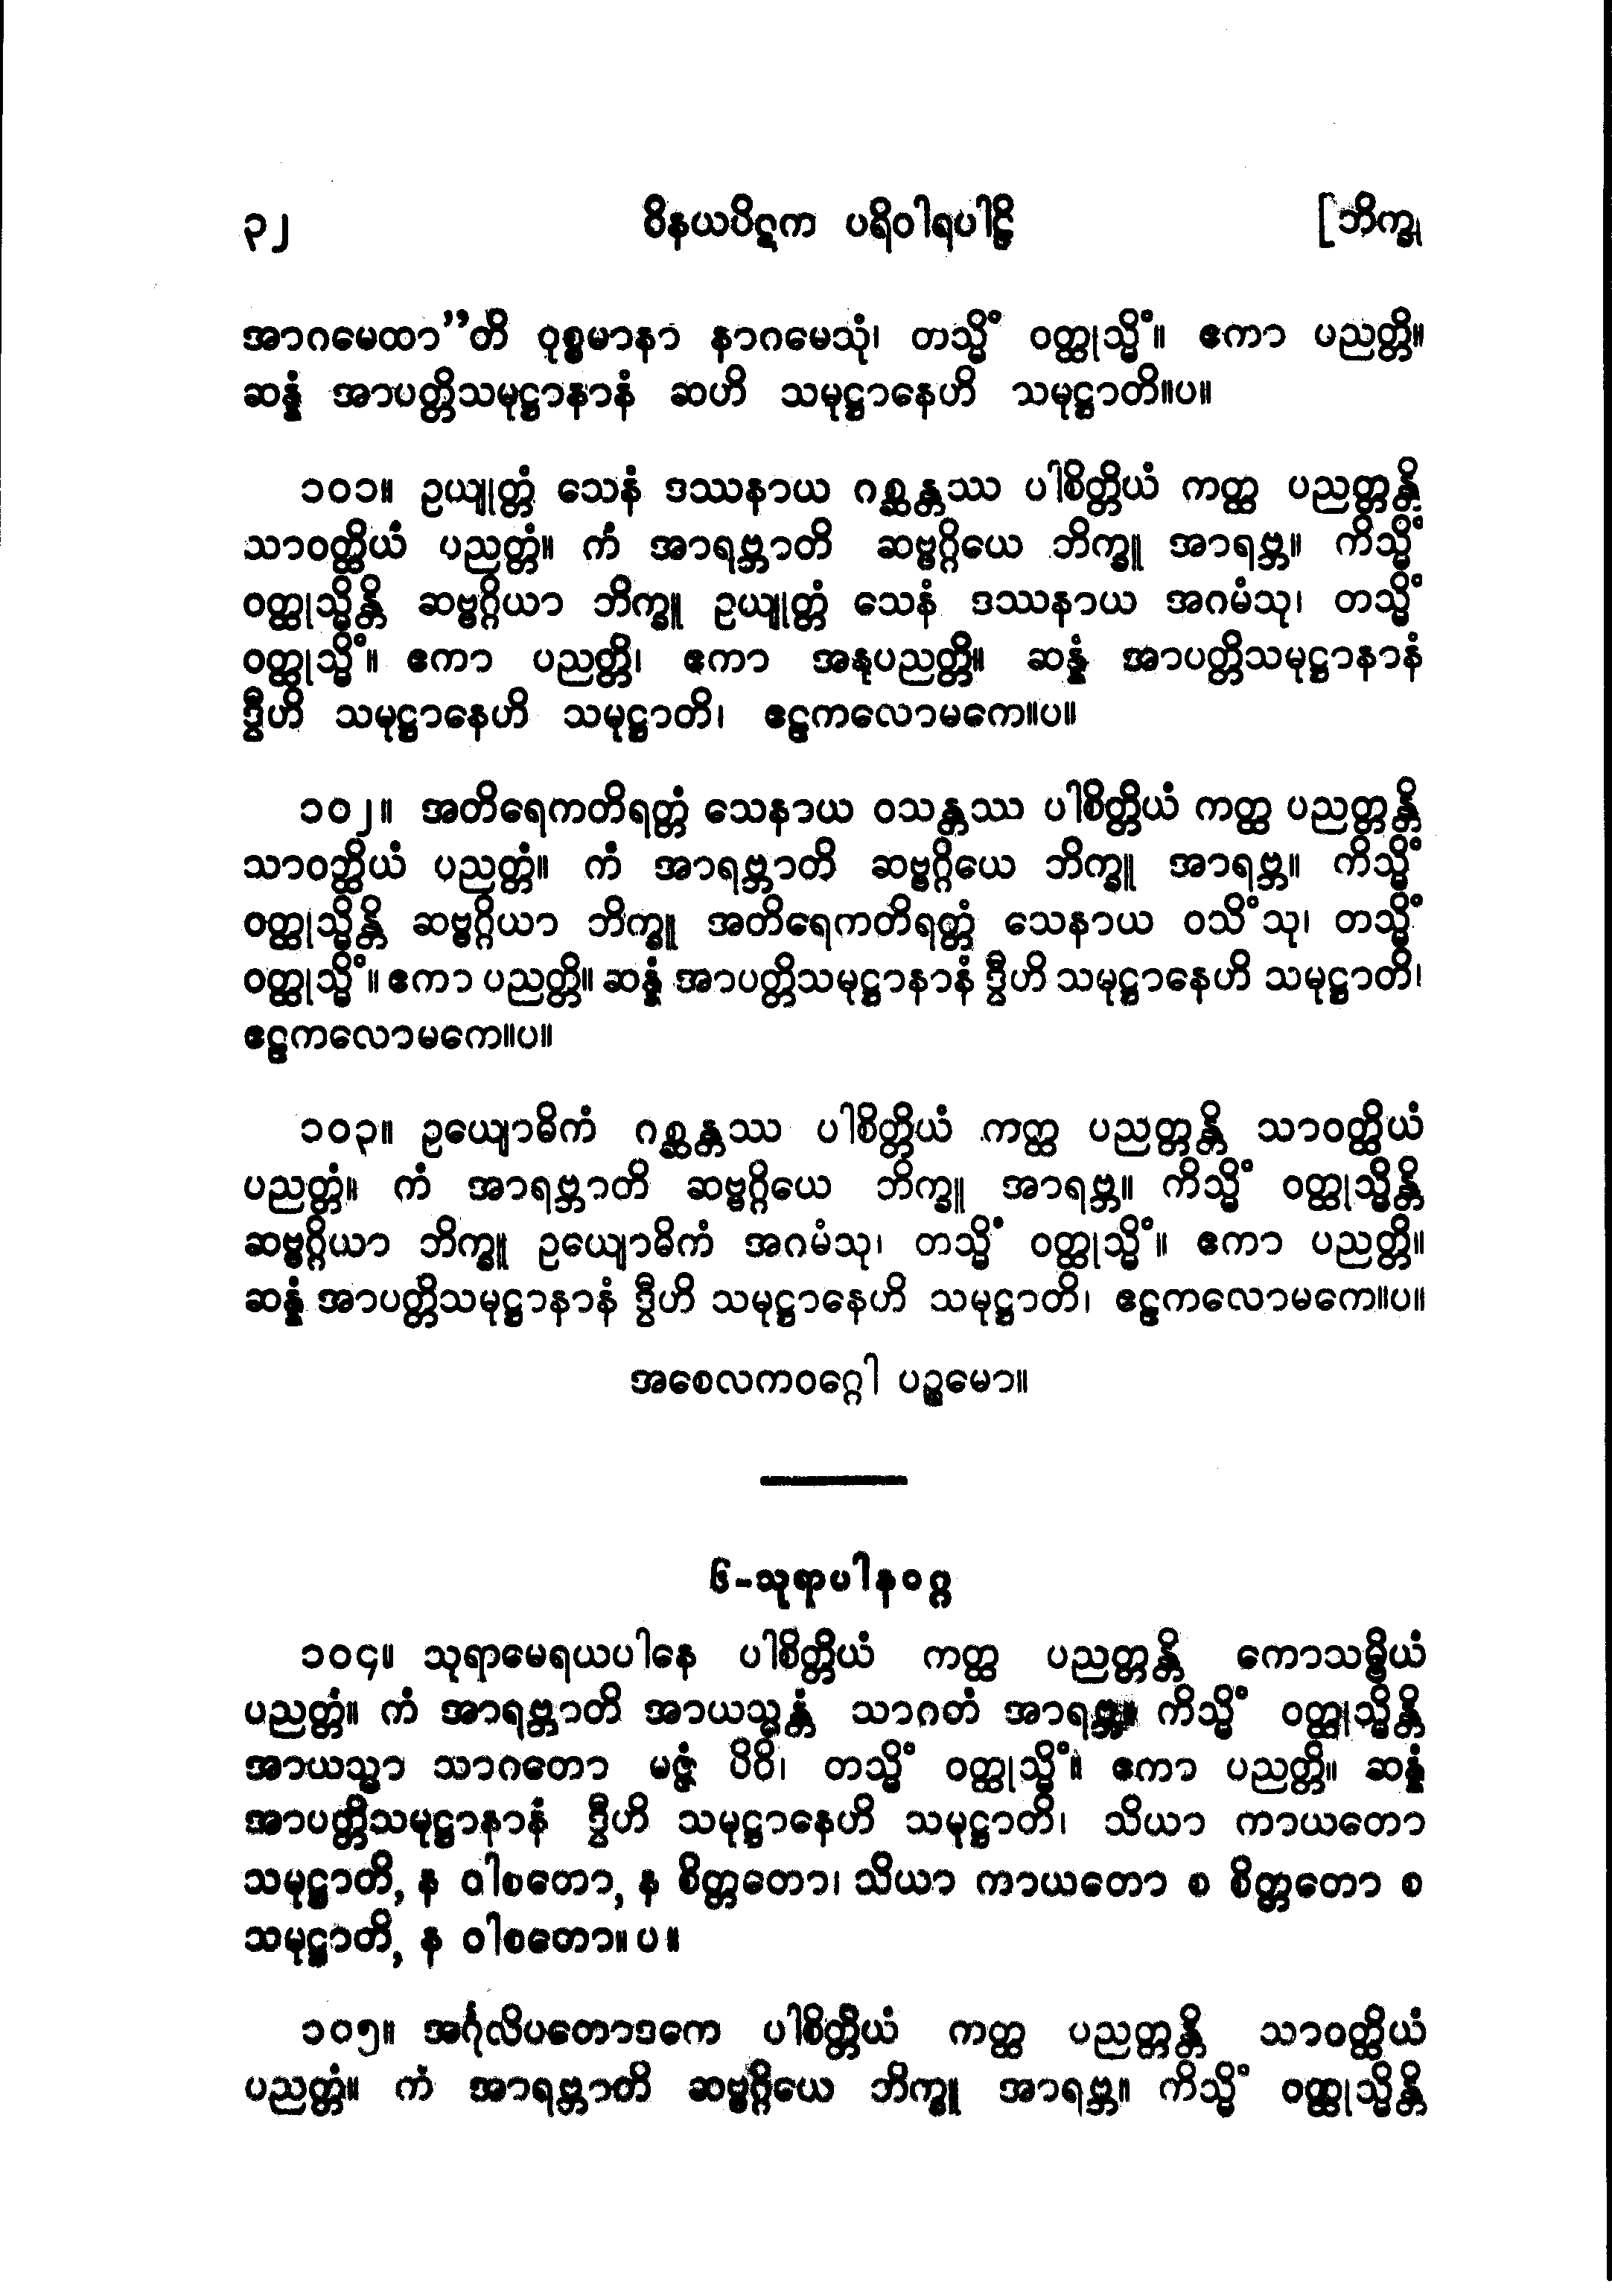 ၃၂ ဝိနယပိဋက ပရိဝါရပါဠိ [ဘိက္ခု
အာဂမေထာ”တိ ဝုစ္စမာနာ နာဂမေသုံ၊ တသ္မိံ ဝတ္ထုသ္မိံ။ ဧကာ ပညတ္တိ။
ဆန္နံ အာပတ္တိသမုဋ္ဌာနာနံ ဆဟိ သမုဋ္ဌာနေဟိ သမုဋ္ဌာတိ။ပ။
၁၀၁။ ဥယျုတ္တံ သေနံ ဒဿနာယ ဂစ္ဆန္တဿ ပါစိတ္တိယံ ကတ္ထ ပညတ္တန္တိ
သာဝတ္ထိယံ ပညတ္တံ။ ကံ အာရဗ္ဘာတိ ဆဗ္ဗဂ္ဂိယေ ဘိက္ခူ အာရဗ္ဘ။ ကိသ္မိံ
ဝတ္ထုသ္မိန္တိ ဆဗ္ဗဂ္ဂိယာ ဘိက္ခူ ဥယျုတ္တံ သေနံ ဒဿနာယ အဂမံသု၊ တသ္မိံ
ဝတ္ထုသ္မိံ။ ဧကာ ပညတ္တိ၊ ဧကာ အနုပညတ္တိ။ ဆန္နံ အာပတ္တိသမုဋ္ဌာနာနံ
ဒွီဟိ သမုဋ္ဌာနေဟိ သမုဋ္ဌာတိ၊ ဧဠကလောမကေ။ပ။
၁၀၂။ အတိရေကတိရတ္တံ သေနာယ ဝသန္တဿ ပါစိတ္တိယံ ကတ္ထ ပညတ္တန္တိ
သာဝတ္ထိယံ ပညတ္တံ။ ကံ အာရဗ္ဘာတိ ဆဗ္ဗဂ္ဂိယေ ဘိက္ခူ အာရဗ္ဘ။ ကိသ္မိံ
ဝတ္ထုသ္မိန္တိ ဆဗ္ဗဂ္ဂိယာ ဘိက္ခူ အတိရေကတိရတ္တံ သေနာယ ဝသိံသု၊ တသ္မိံ
ဝတ္ထုသ္မိံ။ ဧကာ ပညတ္တိ။ ဆန္နံ အာပတ္တိသမုဋ္ဌာနာနံ ဒွီဟိ သမုဋ္ဌာနေဟိ သမုဋ္ဌာတိ၊
ဧဠကလောမကေ။ပ။
၁၀၃။ ဥယျောဓိကံ ဂစ္ဆန္တဿ ပါစိတ္တိယံ ကတ္ထ ပညတ္တန္တိ သာဝတ္ထိယံ
ပညတ္တံ။ ကံ အာရဗ္ဘာတိ ဆဗ္ဗဂ္ဂိယေ ဘိက္ခူ အာရဗ္ဘ။ ကိသ္မိံ ဝတ္ထုသ္မိန္တိ
ဆဗ္ဗဂ္ဂိယာ ဘိက္ခူ ဥယျောဓိကံ အဂမံသု၊ တသ္မိံ ဝတ္ထုသ္မိံ။ ဧကာ ပညတ္တိ။
ဆန္နံ အာပတ္တိသမုဋ္ဌာနာနံ ဒွီဟိ သမုဋ္ဌာနေဟိ သမုဋ္ဌာတိ၊ ဧဠကလောမကေ။ပ။
အစေလကဝဂ္ဂေါ ပဉ္စမော။
၆-သုရာပါနဝဂ္ဂ
၁၀၄။ သုရာမေရယပါနေ ပါစိတ္တိယံ ကတ္ထ ပညတ္တန္တိ ကောသမ္ဗိယံ
ပညတ္တံ။ ကံ အာရဗ္ဘာတိ အာယသ္မန္တံ သာဂတံ အာရဗ္ဘ။ ကိသ္မိံ ဝတ္ထုသ္မိန္တိ
အာယသ္မာ သာဂတော မဇ္ဇံ ပိဝိ၊ တသ္မိံ ဝတ္ထုသ္မိံ။ ဧကာ ပညတ္တိ။ ဆန္နံ
အာပတ္တိသမုဋ္ဌာနာနံ ဒွီဟိ သမုဋ္ဌာနေဟိ သမုဋ္ဌာတိ၊ သိယာ ကာယတော
သမုဋ္ဌာတိ, န ဝါစတော, န စိတ္တတော၊ သိယာ ကာယတော စ စိတ္တတော စ
သမုဋ္ဌာတိ, န ဝါစတော။ပ။
၁၀၅။ အင်္ဂုလိပတောဒကေ ပါစိတ္တိယံ ကတ္ထ ပညတ္တန္တိ သာဝတ္ထိယံ
ပညတ္တံ။ ကံ အာရဗ္ဘာတိ ဆဗ္ဗဂ္ဂိယေ ဘိက္ခူ အာရဗ္ဘ။ ကိသ္မိံ ဝတ္ထုသ္မိန္တိ